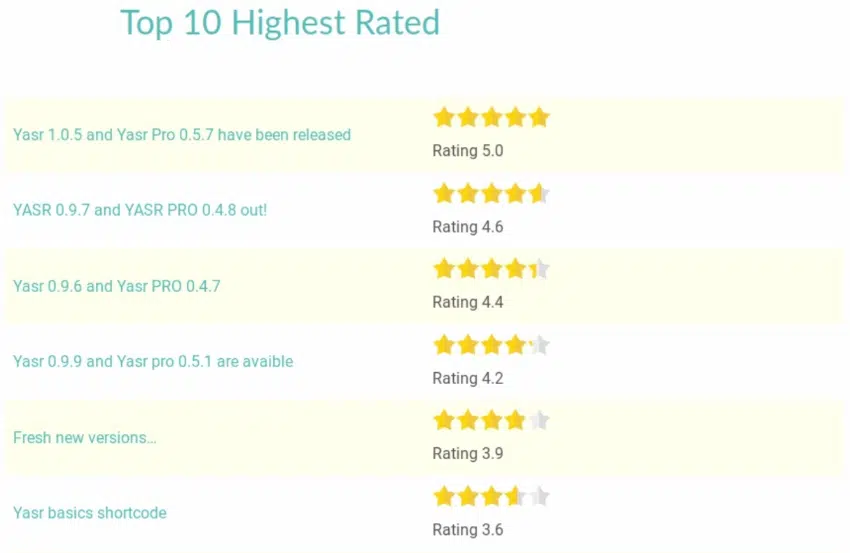 Top 10 Highest Rated
Yasr 1.0.5 and Yasr Pro 0.5.7 have been released
Rating 5.0
YASR 0.9.7 and YASR PRO 0.4.8 out!
Rating 4.6
Yasr 0.9.6 and Yasr PRO 0.4.7
Rating 4.4
Yasr 0.9.9 and Yasr pro 0.5.1 are avaible
Rating 4.2
Fresh new versions...
Rating 3.9
Yasr basics shortcode
Rating 3.6